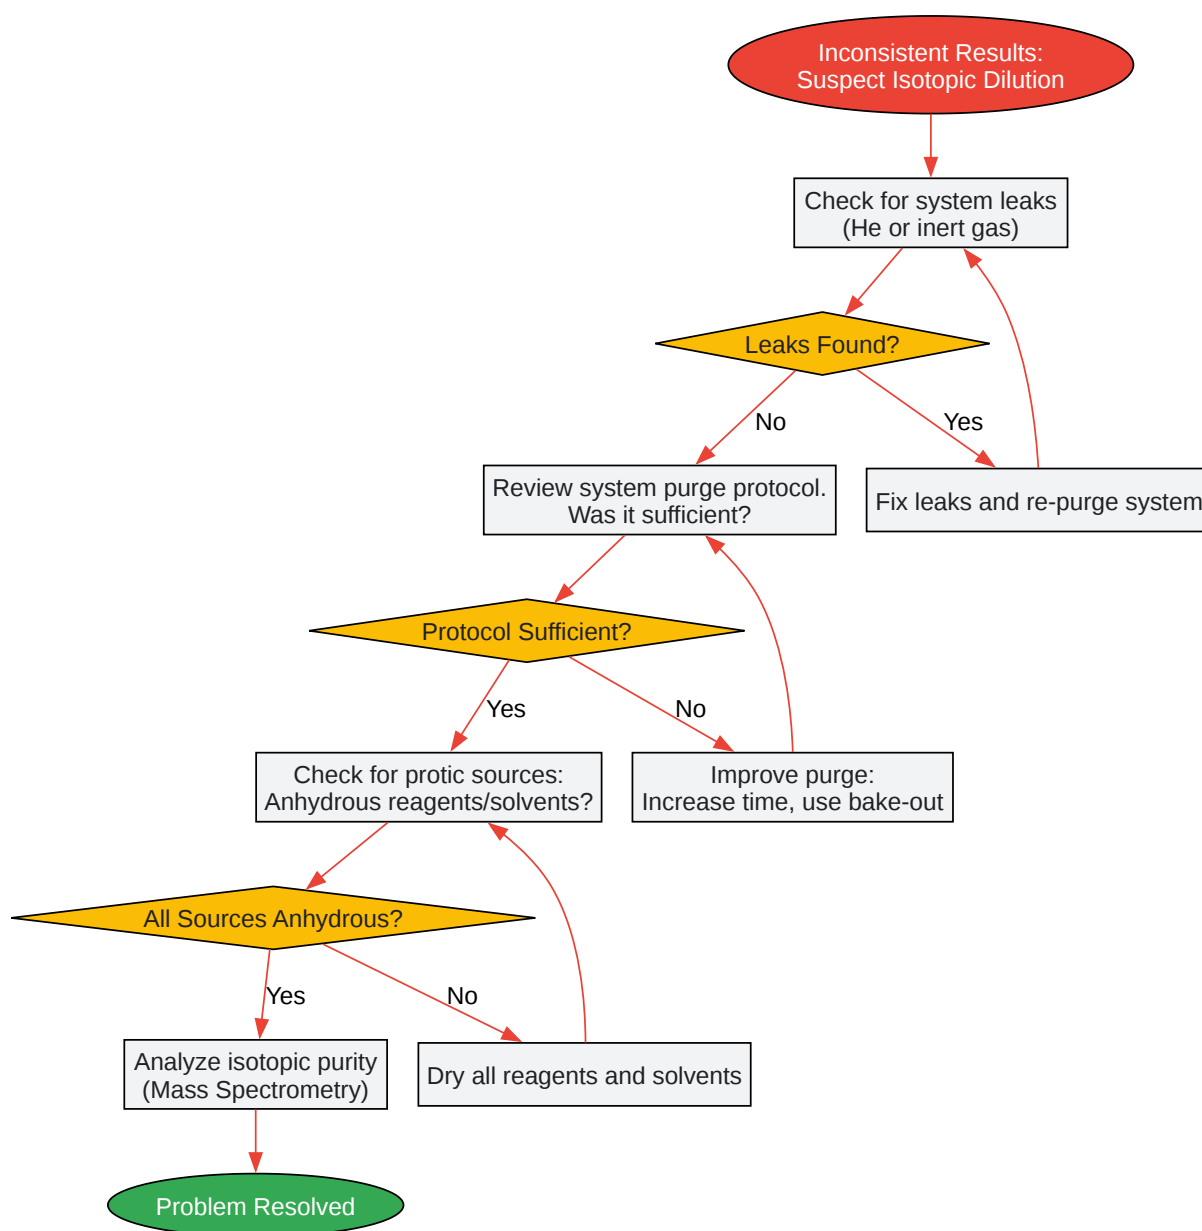 Inconsistent Results:
Suspect Isotopic Dilution
Check for system leaks
(He or inert gas)
Leaks Found?
No
Yes
Review system purge protocol.
Was it sufficient?
Fix leaks and re-purge system
Protocol Sufficient?
Yes
No
Check for protic sources:
Anhydrous reagents/solvents?
Improve purge:
Increase time, use bake-out
All Sources Anhydrous?
Yes
No
Analyze isotopic purity
(Mass Spectrometry)
Dry all reagents and solvents
Problem Resolved